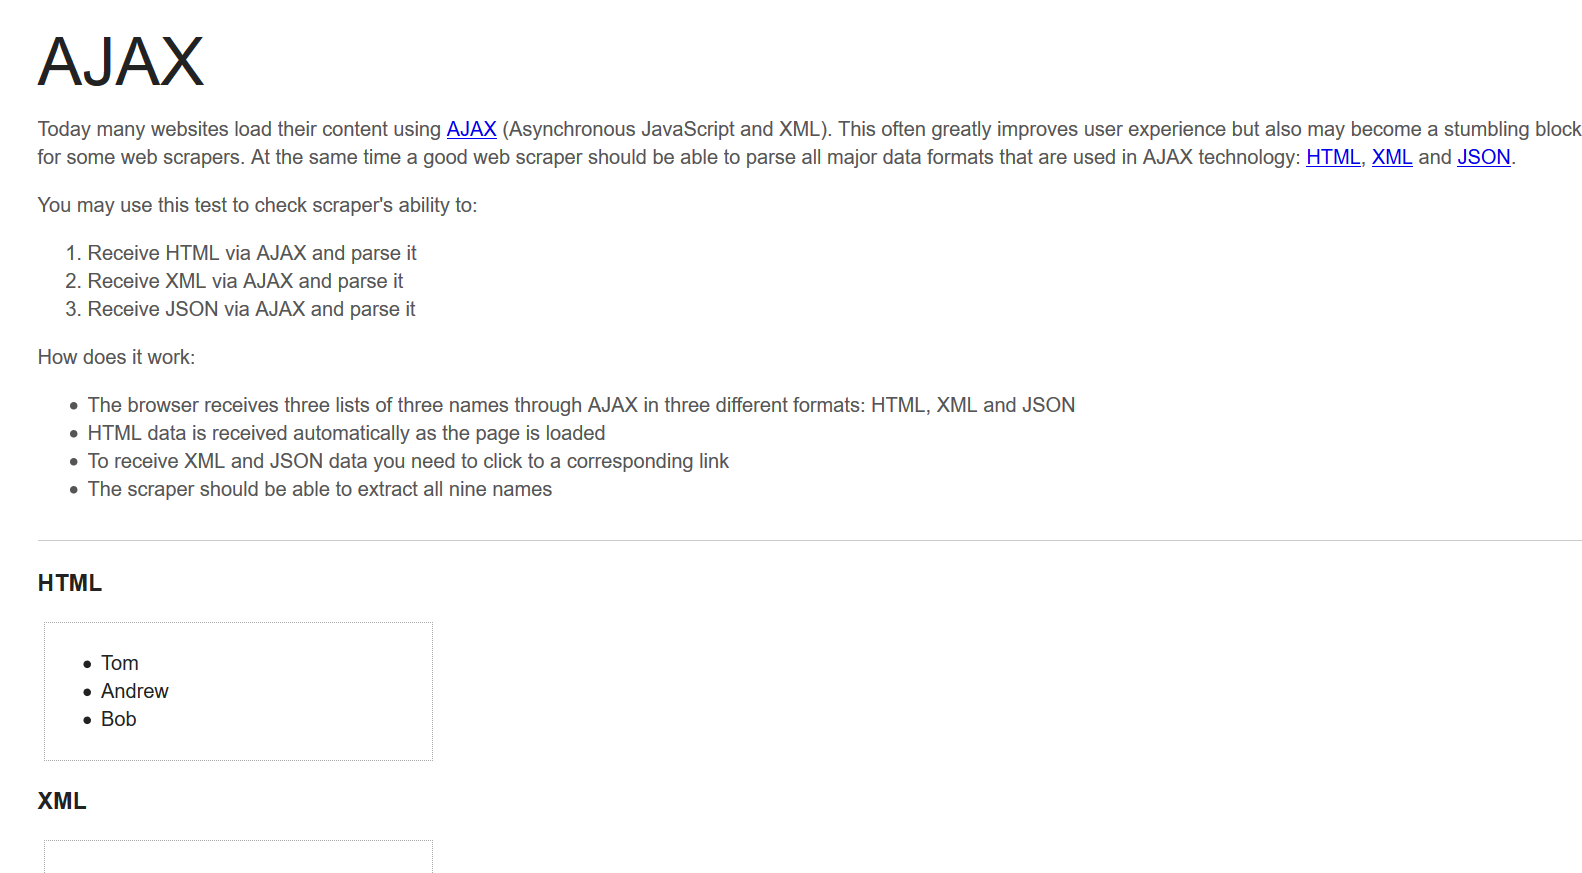 AJAX
Today many websites load their content using AJAX (Asynchronous JavaScript and XML). This often greatly improves user experience but also may become a stumbling block
for some web scrapers. At the same time a good web scraper should be able to parse all major data formats that are used in AJAX technology: HTML, XML and JSON.
You may use this test to check scraper's ability to:
1. Receive HTML via AJAX and parse it
2. Receive XML via AJAX and parse it
3. Receive JSON via AJAX and parse it
How does it work:
• The browser receives three lists of three names through AJAX in three different formats: HTML, XML and JSON
• HTML data is received automatically as the page is loaded
• To receive XML and JSON data you need to click to a corresponding link
• The scraper should be able to extract all nine names
HTML
• Tom
• Andrew
• Bob
XML